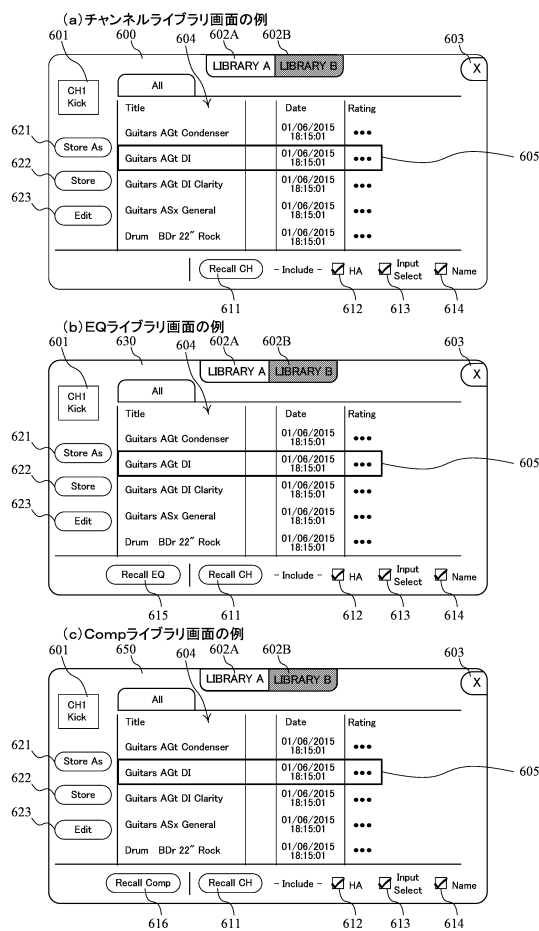 (a)チャンネルライブラリ画面の例
601 600 604 602A 602B 603
LIBRARY A LIBRARY B X
CH1
Kick
All
Title Date Rating
Guitars AGt Condenser 01/06/2015 18:15:01 •••
621 Store As
Guitars AGt DI 01/06/2015 18:15:01 ••• 605
622 Store
Guitars AGt DI Clarity 01/06/2015 18:15:01 •••
623 Edit
Guitars ASx General 01/06/2015 18:15:01 •••
Drum BDr 22″ Rock 01/06/2015 18:15:01 •••
Recall CH - Include - HA Input Select Name
611 612 613 614
(b)EQライブラリ画面の例
601 630 604 602A 602B 603
LIBRARY A LIBRARY B X
CH1
Kick
All
Title Date Rating
Guitars AGt Condenser 01/06/2015 18:15:01 •••
621 Store As
Guitars AGt DI 01/06/2015 18:15:01 ••• 605
622 Store
Guitars AGt DI Clarity 01/06/2015 18:15:01 •••
623 Edit
Guitars ASx General 01/06/2015 18:15:01 •••
Drum BDr 22″ Rock 01/06/2015 18:15:01 •••
Recall EQ Recall CH - Include - HA Input Select Name
615 611 612 613 614
(c)Compライブラリ画面の例
601 650 604 602A 602B 603
LIBRARY A LIBRARY B X
CH1
Kick
All
Title Date Rating
Guitars AGt Condenser 01/06/2015 18:15:01 •••
621 Store As
Guitars AGt DI 01/06/2015 18:15:01 ••• 605
622 Store
Guitars AGt DI Clarity 01/06/2015 18:15:01 •••
623 Edit
Guitars ASx General 01/06/2015 18:15:01 •••
Drum BDr 22″ Rock 01/06/2015 18:15:01 •••
Recall Comp Recall CH - Include - HA Input Select Name
616 611 612 613 614